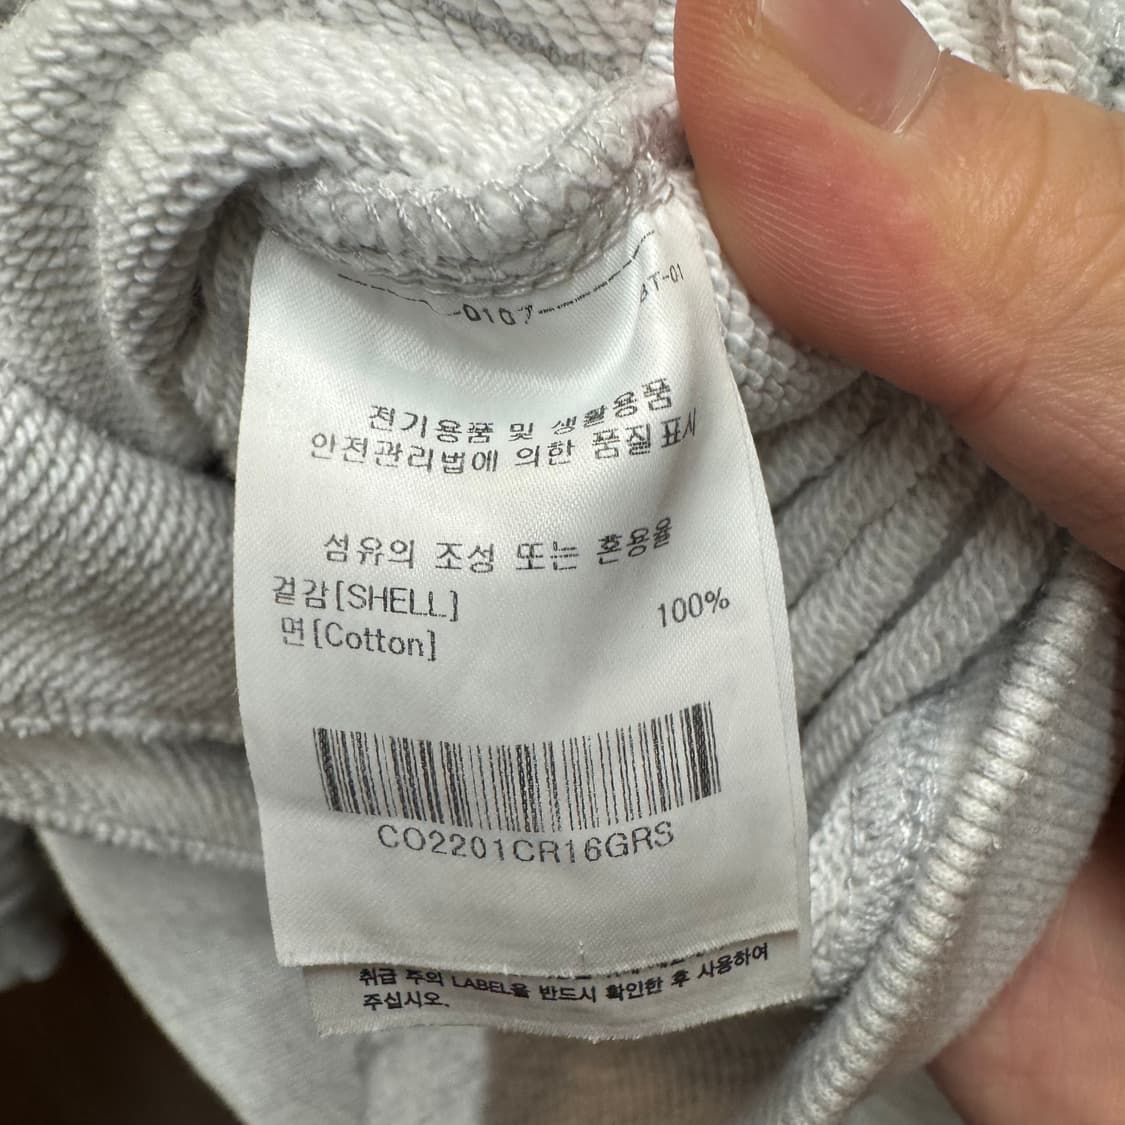 -0107
BT-01
전기용품 및 생활용품
안전관리법에 의한 품질표시
섬유의 조성 또는 혼용율
겉감[SHELL]
면[Cotton] 100%
CO2201CR16GRS
취급 주의 LABEL을 반드시 확인한 후 사용하여
주십시오.